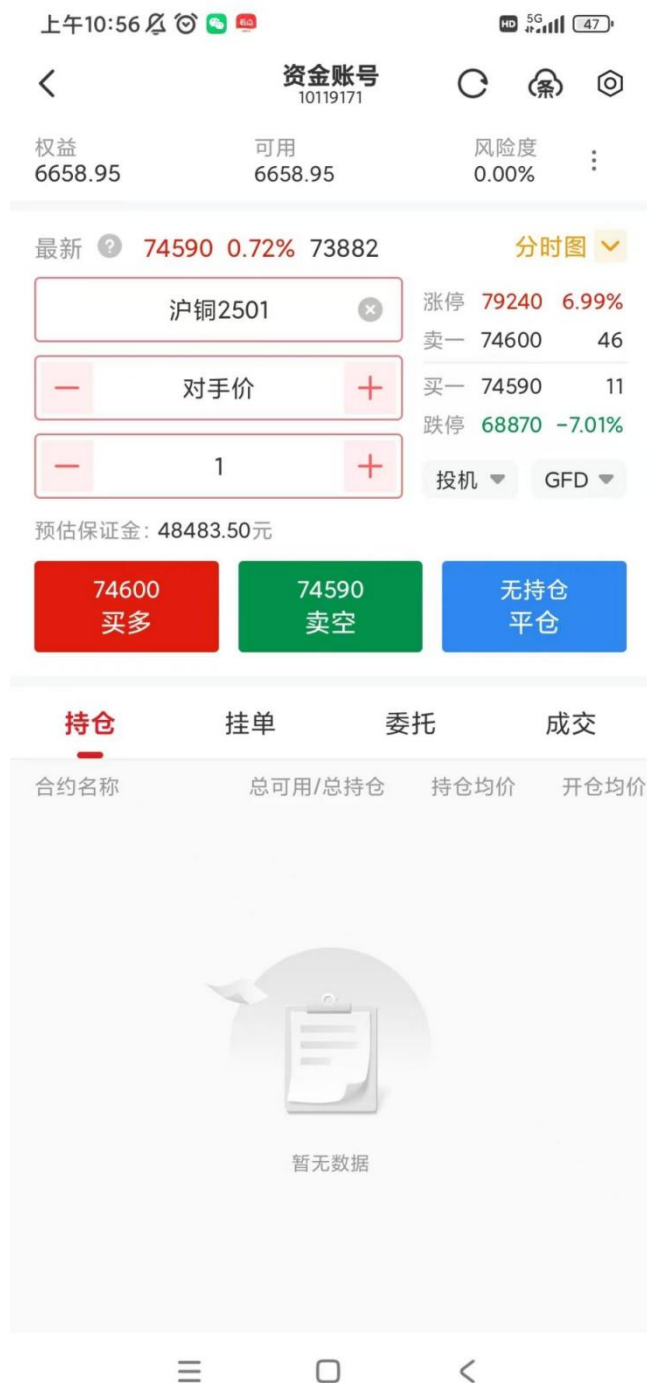 上午10:56
HD 5G 47
资金账号
10119171
条
权益 可用 风险度
6658.95 6658.95 0.00%
最新 ? 74590 0.72% 73882 分时图
沪铜2501
涨停 79240 6.99%
卖一 74600 46
— 对手价 +
买一 74590 11
跌停 68870 -7.01%
— 1 +
投机 GFD
预估保证金: 48483.50元
74600 74590 无持仓
买多 卖空 平仓
持仓 挂单 委托 成交
合约名称 总可用/总持仓 持仓均价 开仓均价
暂无数据